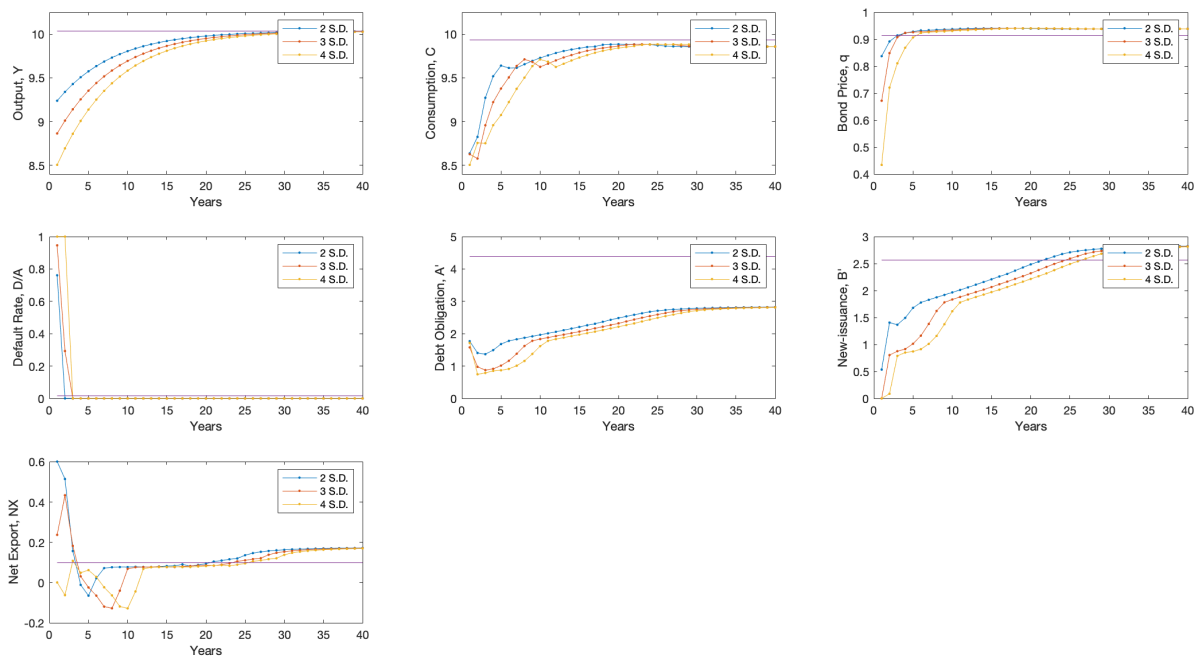 Output, Y
10
9.5
9
8.5
0 5 10 15 20 25 30 35 40
Years
2 S.D.
3 S.D.
4 S.D.
Consumption, C
10
9.5
9
8.5
0 5 10 15 20 25 30 35 40
Years
2 S.D.
3 S.D.
4 S.D.
Bond Price, q
1
0.9
0.8
0.7
0.6
0.5
0.4
0 5 10 15 20 25 30 35 40
Years
2 S.D.
3 S.D.
4 S.D.
Default Rate, D/A
1
0.8
0.6
0.4
0.2
0
0 5 10 15 20 25 30 35 40
Years
2 S.D.
3 S.D.
4 S.D.
Debt Obligation, A'
5
4
3
2
1
0
0 5 10 15 20 25 30 35 40
Years
2 S.D.
3 S.D.
4 S.D.
New-issuance, B'
3
2.5
2
1.5
1
0.5
0
0 5 10 15 20 25 30 35 40
Years
2 S.D.
3 S.D.
4 S.D.
Net Export, NX
0.6
0.4
0.2
0
-0.2
0 5 10 15 20 25 30 35 40
Years
2 S.D.
3 S.D.
4 S.D.